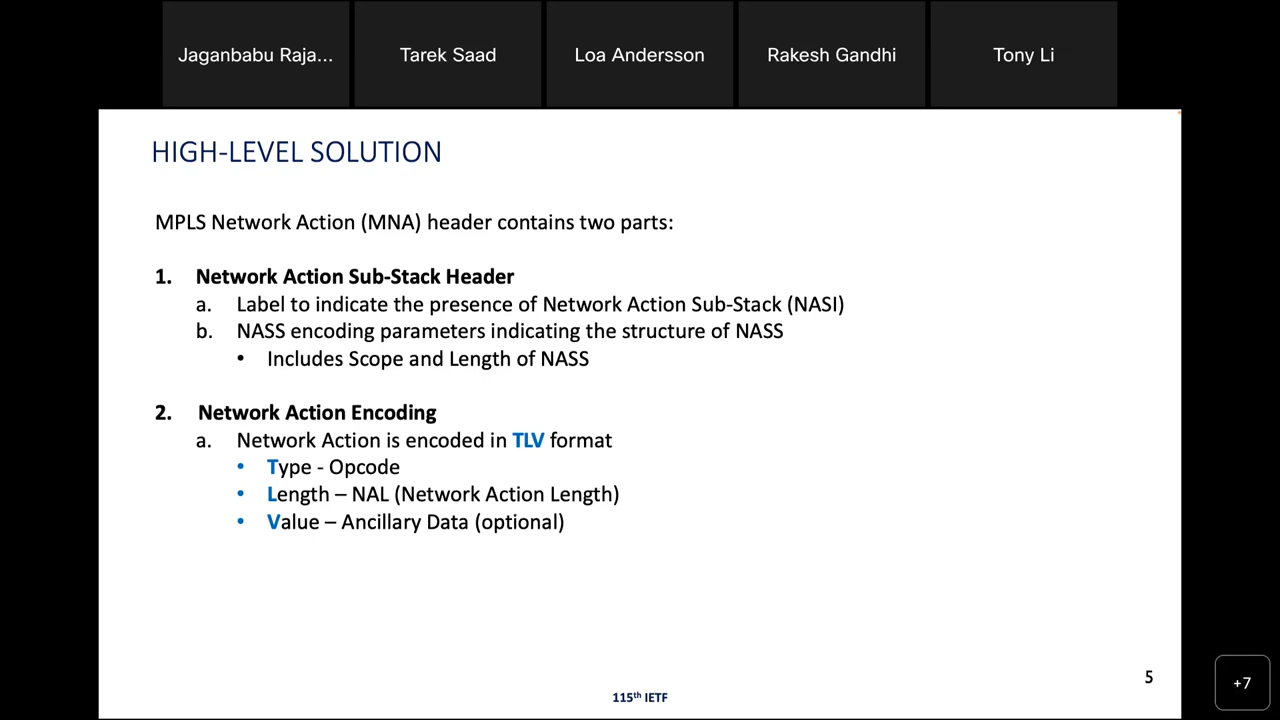 Jaganbabu Raja...
Tarek Saad
Loa Andersson
Rakesh Gandhi
Tony Li
HIGH-LEVEL SOLUTION
MPLS Network Action (MNA) header contains two parts:
1. Network Action Sub-Stack Header
a. Label to indicate the presence of Network Action Sub-Stack (NASI)
b. NASS encoding parameters indicating the structure of NASS
• Includes Scope and Length of NASS
2. Network Action Encoding
a. Network Action is encoded in TLV format
• Type - Opcode
• Length – NAL (Network Action Length)
• Value – Ancillary Data (optional)
5
115th IETF
+7